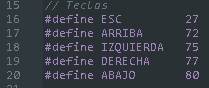 15 // Teclas
16 #define ESC 27
17 #define ARRIBA 72
18 #define IZQUIERDA 75
19 #define DERECHA 77
20 #define ABAJO 80
21